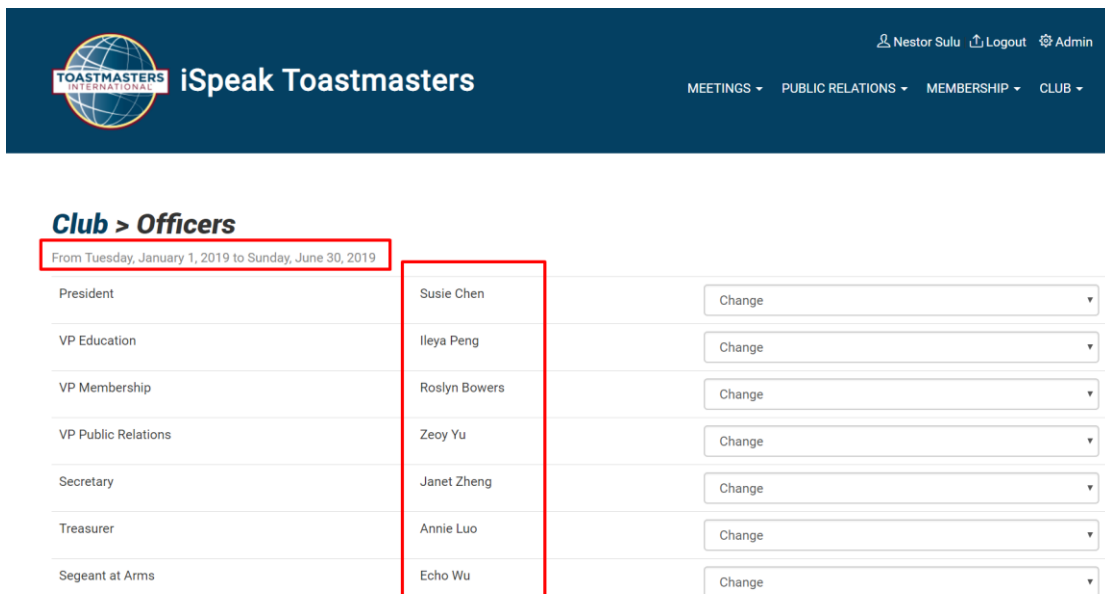 Nestor Sulu Logout Admin
TOASTMASTERS
INTERNATIONAL
iSpeak Toastmasters
MEETINGS PUBLIC RELATIONS MEMBERSHIP CLUB
Club > Officers
From Tuesday, January 1, 2019 to Sunday, June 30, 2019
President Susie Chen Change
VP Education Ileya Peng Change
VP Membership Roslyn Bowers Change
VP Public Relations Zeoy Yu Change
Secretary Janet Zheng Change
Treasurer Annie Luo Change
Segeant at Arms Echo Wu Change